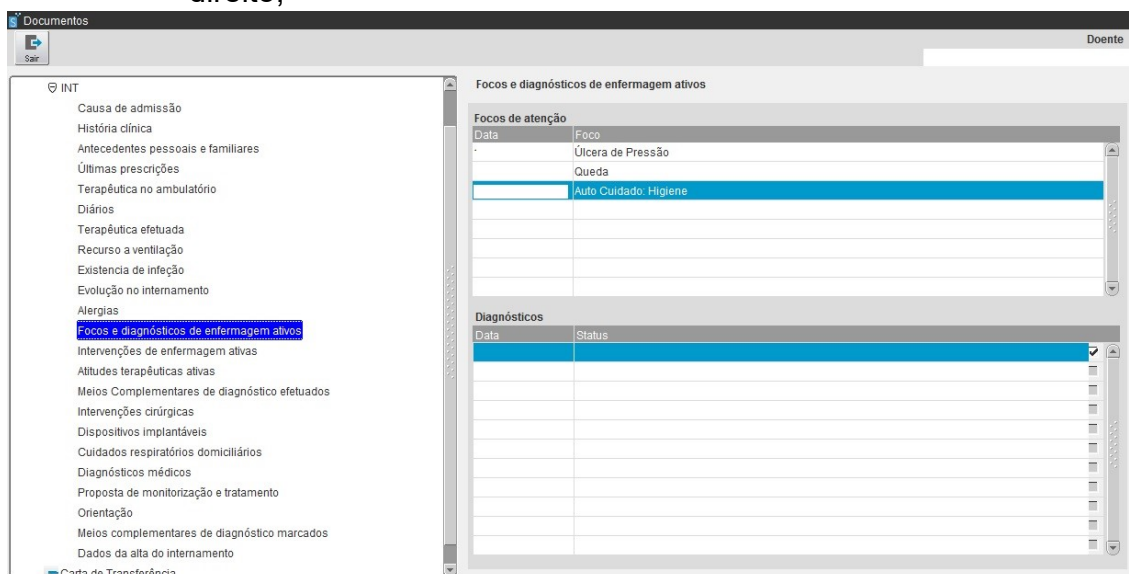 direito;
Documentos
Sair
Doente
INT
Causa de admissão
História clínica
Antecedentes pessoais e familiares
Últimas prescrições
Terapêutica no ambulatório
Diários
Terapêutica efetuada
Recurso a ventilação
Existencia de infeção
Evolução no internamento
Alergias
Focos e diagnósticos de enfermagem ativos
Intervenções de enfermagem ativas
Atitudes terapêuticas ativas
Meios Complementares de diagnóstico efetuados
Intervenções cirúrgicas
Dispositivos implantáveis
Cuidados respiratórios domiciliários
Diagnósticos médicos
Proposta de monitorização e tratamento
Orientação
Meios complementares de diagnóstico marcados
Dados da alta do internamento
Carta de Transferência
Focos e diagnósticos de enfermagem ativos
Focos de atenção
Data Foco
Úlcera de Pressão
Queda
Auto Cuidado: Higiene
Diagnósticos
Data Status